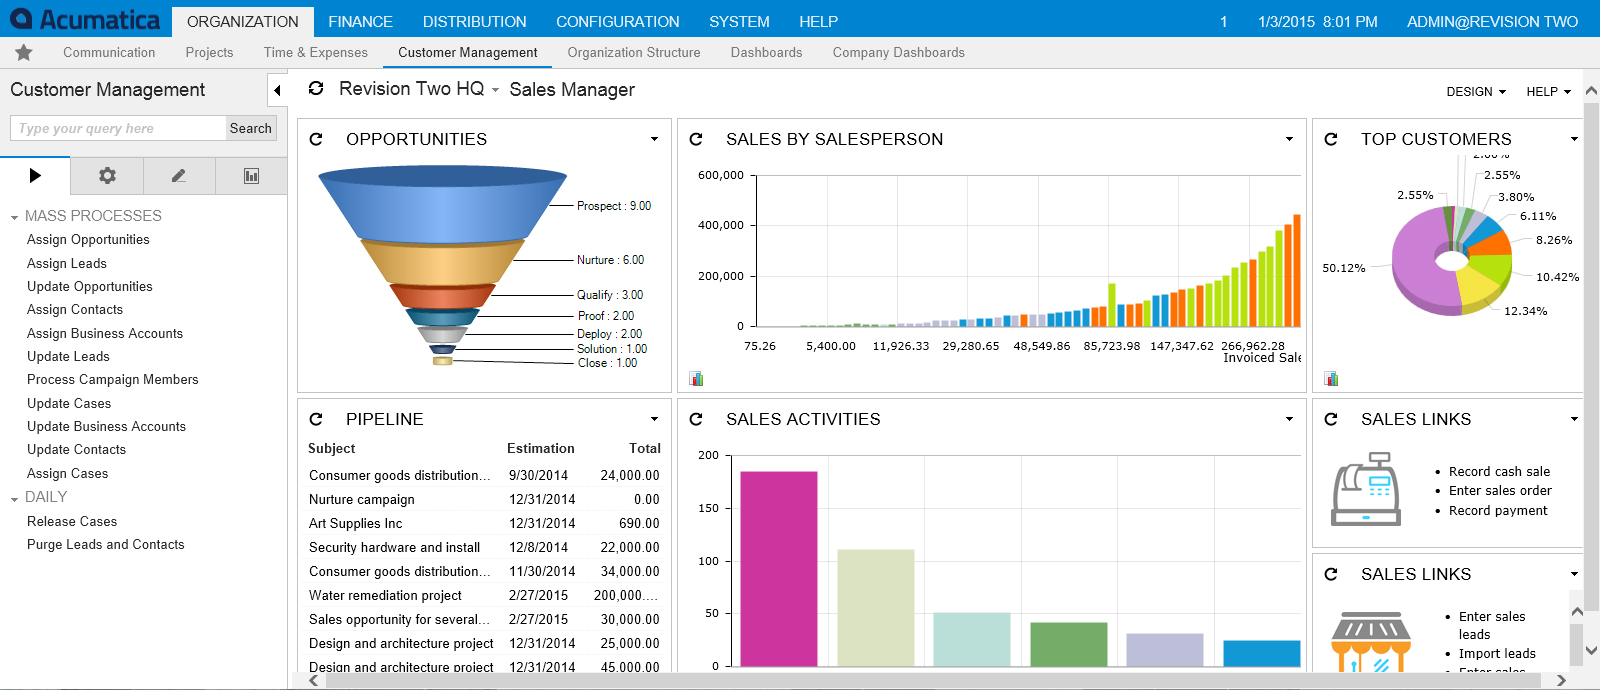 Acumatica ORGANIZATION FINANCE DISTRIBUTION CONFIGURATION SYSTEM HELP 1 1/3/2015 8:01 PM ADMIN@REVISION TWO
Communication Projects Time & Expenses Customer Management Organization Structure Dashboards Company Dashboards
Customer Management
Type your query here Search
MASS PROCESSES
Assign Opportunities
Assign Leads
Update Opportunities
Assign Contacts
Assign Business Accounts
Update Leads
Process Campaign Members
Update Cases
Update Business Accounts
Update Contacts
Assign Cases
DAILY
Release Cases
Purge Leads and Contacts
Revision Two HQ Sales Manager DESIGN HELP
OPPORTUNITIES
Prospect : 9.00
Nurture : 6.00
Qualify : 3.00
Proof : 2.00
Deploy : 2.00
Solution : 1.00
Close : 1.00
SALES BY SALESPERSON
600,000
400,000
200,000
0
75.26 5,400.00 11,926.33 29,280.65 48,549.86 85,723.98 147,347.62 266,962.28
Invoiced Sale
TOP CUSTOMERS
2.55%
2.55%
3.80%
6.11%
8.26%
50.12%
10.42%
12.34%
PIPELINE
Subject Estimation Total
Consumer goods distribution... 9/30/2014 24,000.00
Nurture campaign 12/31/2014 0.00
Art Supplies Inc 12/31/2014 690.00
Security hardware and install 12/8/2014 22,000.00
Consumer goods distribution... 11/30/2014 34,000.00
Water remediation project 2/27/2015 200,000....
Sales opportunity for several... 2/27/2015 30,000.00
Design and architecture project 12/31/2014 25,000.00
Design and architecture project 12/31/2014 45,000.00
SALES ACTIVITIES
200
150
100
50
0
SALES LINKS
Record cash sale
Enter sales order
Record payment
SALES LINKS
Enter sales
leads
Import leads
Enter sales